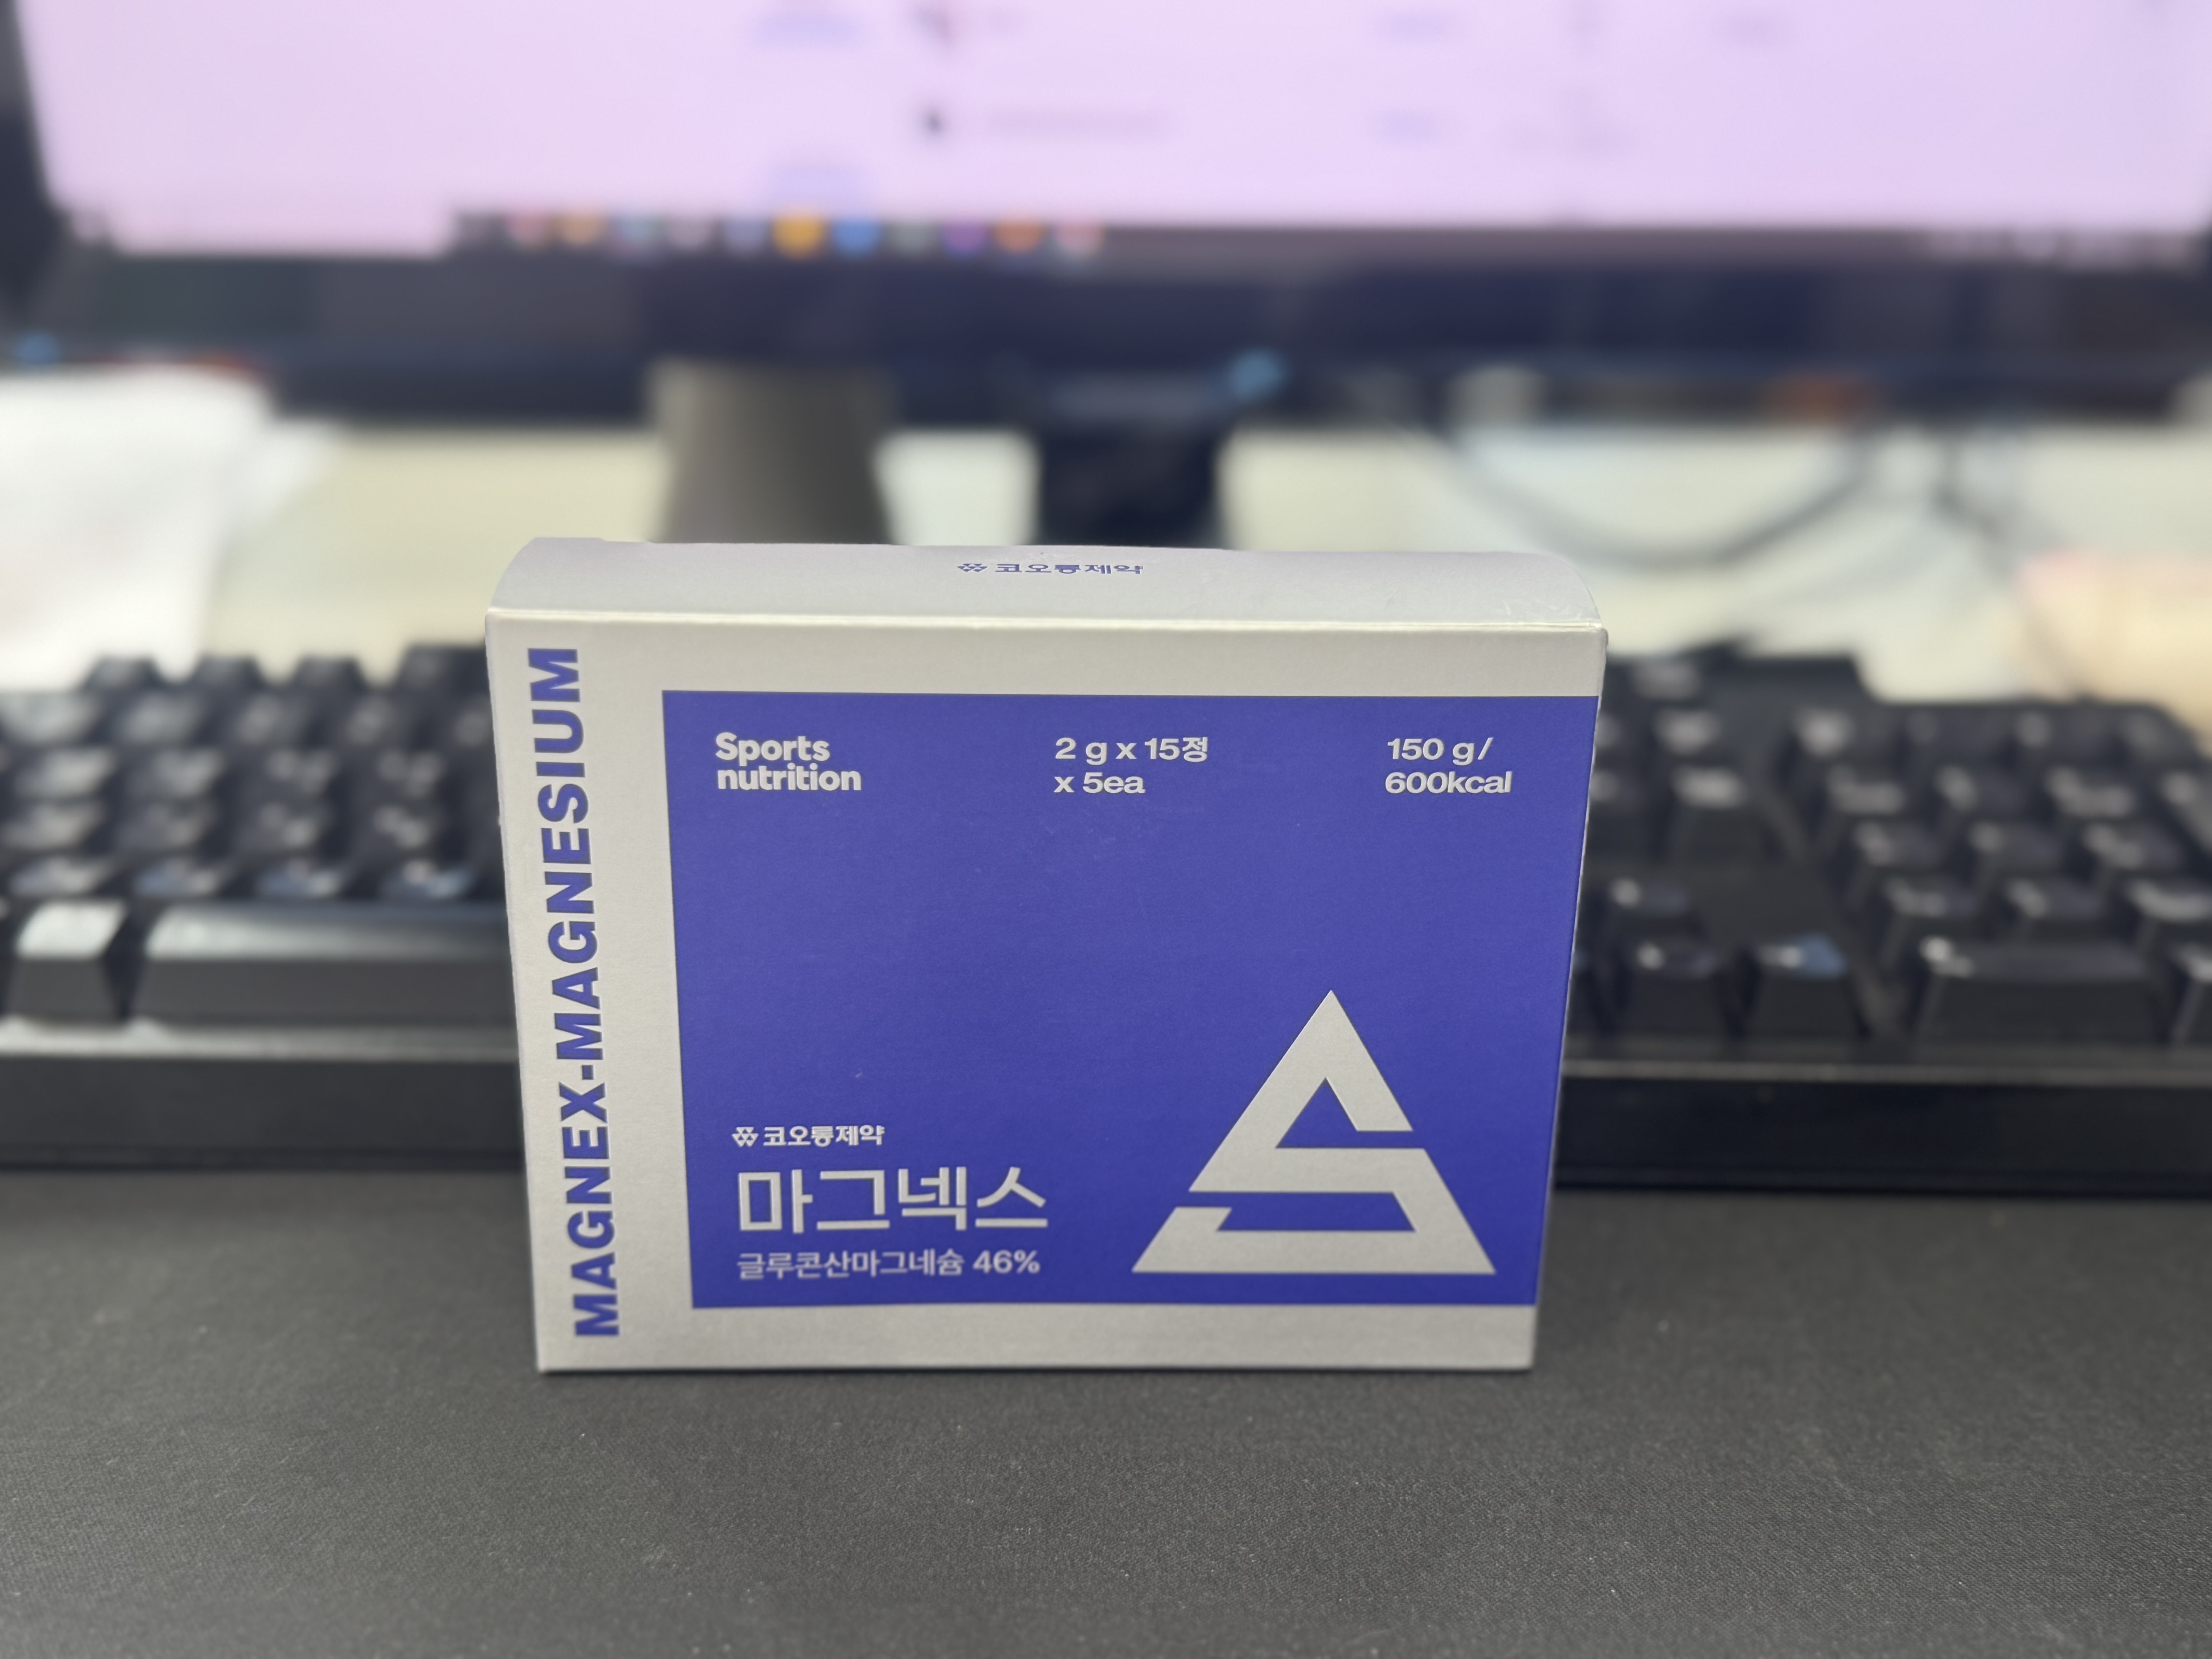 코오롱제약
MAGNEX-MAGNESIUM
Sports
nutrition
2 g x 15정
x 5ea
150 g/
600kcal
코오롱제약
마그넥스
글루콘산마그네슘 46%